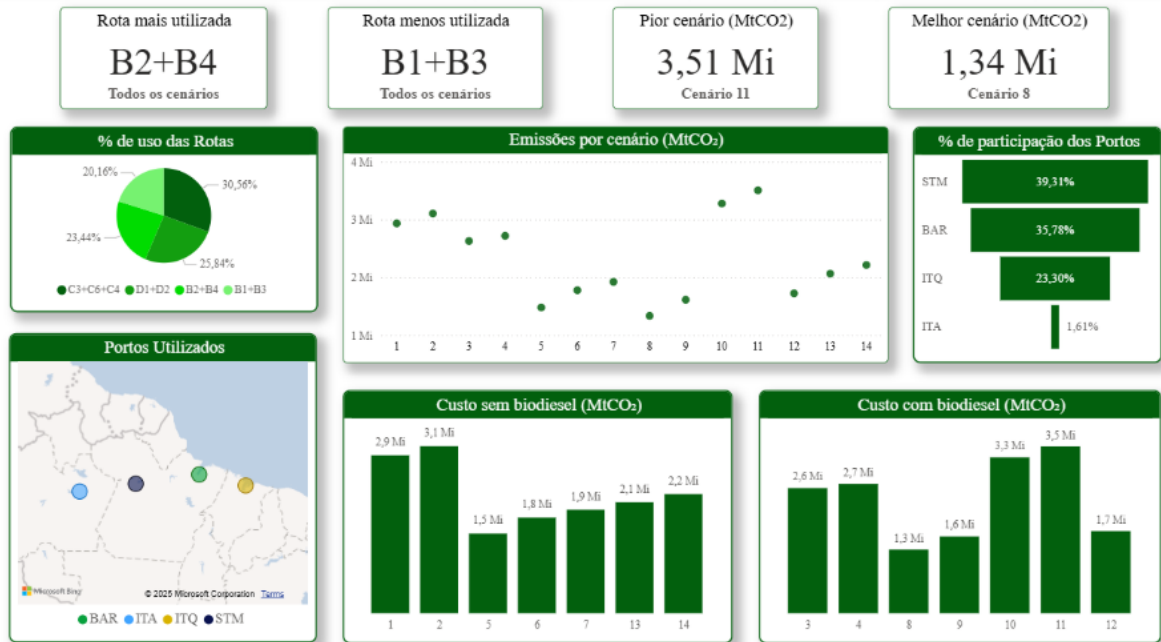 Rota mais utilizada
B2+B4
Todos os cenários
Rota menos utilizada
B1+B3
Todos os cenários
Pior cenário (MtCO2)
3,51 Mi
Cenário 11
Melhor cenário (MtCO2)
1,34 Mi
Cenário 8
% de uso das Rotas
20,16%
30,56%
23,44%
25,84%
C3+C6+C4 D1+D2 B2+B4 B1+B3
Emissões por cenário (MtCO₂)
4 Mi
3 Mi
2 Mi
1 Mi
1 2 3 4 5 6 7 8 9 10 11 12 13 14
% de participação dos Portos
STM 39,31%
BAR 35,78%
ITQ 23,30%
ITA 1,61%
Portos Utilizados
Microsoft Bing
© 2025 Microsoft Corporation Terms
BAR ITA ITQ STM
Custo sem biodiesel (MtCO₂)
2,9 Mi 3,1 Mi 1,5 Mi 1,8 Mi 1,9 Mi 2,1 Mi 2,2 Mi
1 2 5 6 7 13 14
Custo com biodiesel (MtCO₂)
2,6 Mi 2,7 Mi 1,3 Mi 1,6 Mi 3,3 Mi 3,5 Mi 1,7 Mi
3 4 8 9 10 11 12